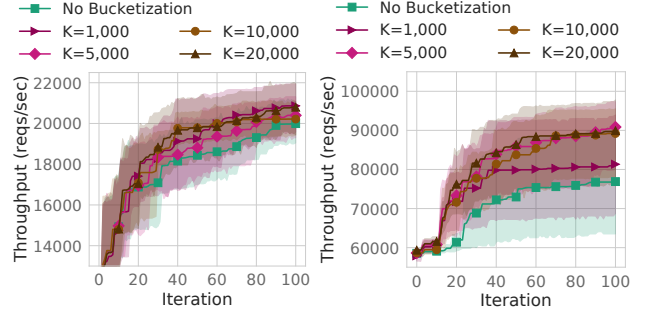 No Bucketization
K=1,000
K=10,000
K=5,000
K=20,000
Throughput (reqs/sec)
22000
20000
18000
16000
14000
0 20 40 60 80 100
Iteration
No Bucketization
K=1,000
K=10,000
K=5,000
K=20,000
Throughput (reqs/sec)
100000
90000
80000
70000
60000
0 20 40 60 80 100
Iteration